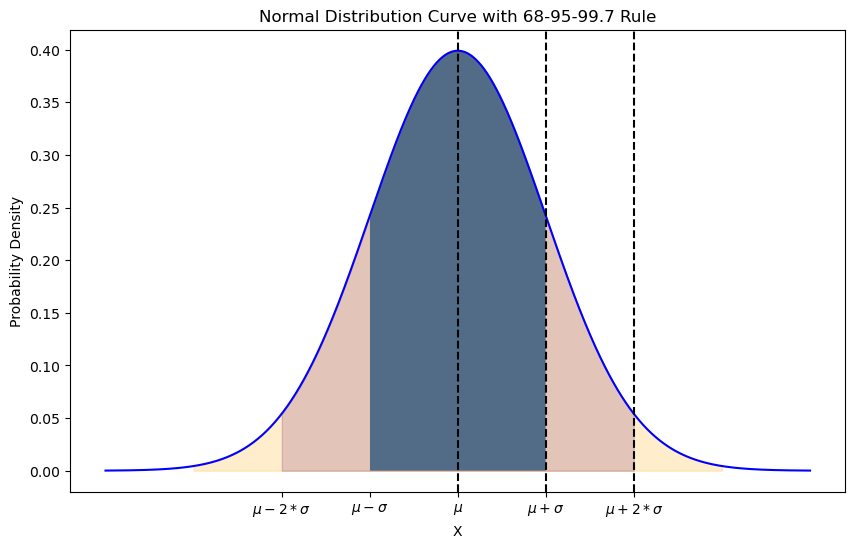 Normal Distribution Curve with 68-95-99.7 Rule
Probability Density
0.40
0.35
0.30
0.25
0.20
0.15
0.10
0.05
0.00
μ − 2 * σ
μ − σ
μ
μ + σ
μ + 2 * σ
X